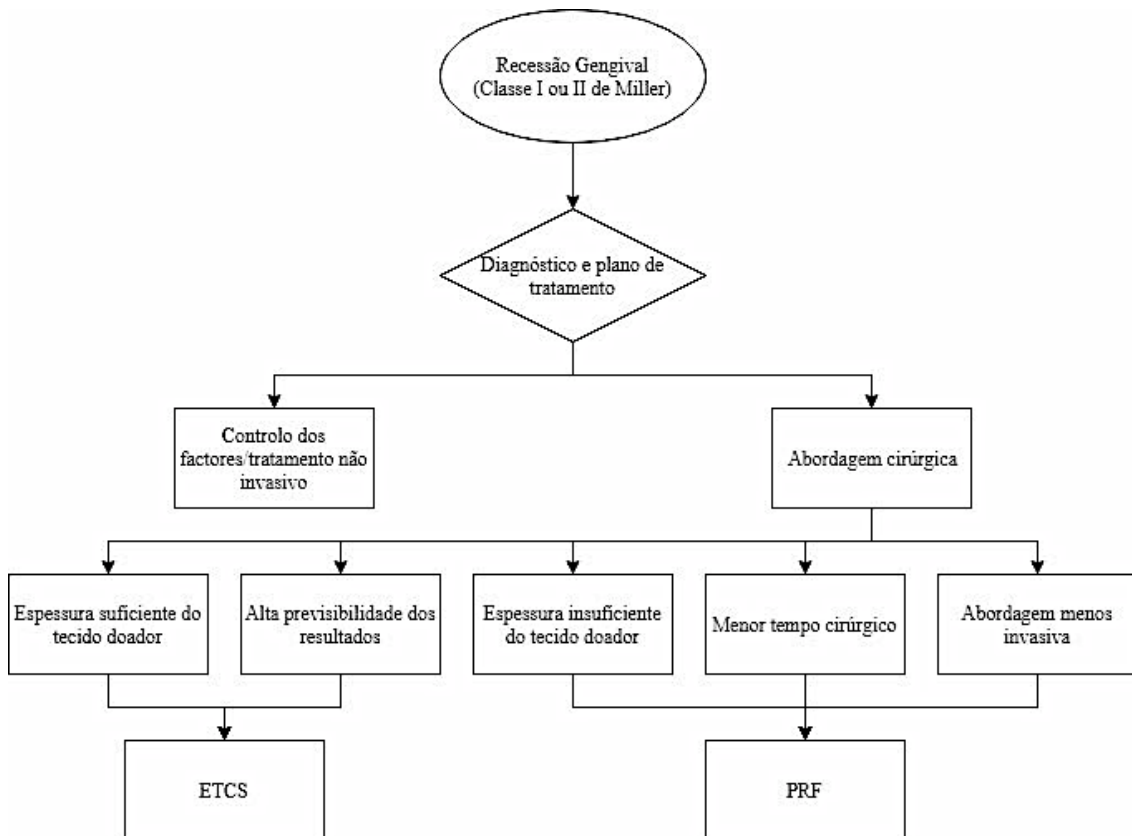 Recessão Gengival
(Classe I ou II de Miller)
Diagnóstico e plano de
tratamento
Controlo dos
factores/tratamento não
invasivo
Abordagem cirúrgica
Espessura suficiente do
tecido doador
Alta previsibilidade dos
resultados
Espessura insuficiente
do tecido doador
Menor tempo cirúrgico
Abordagem menos
invasiva
ETCS
PRF